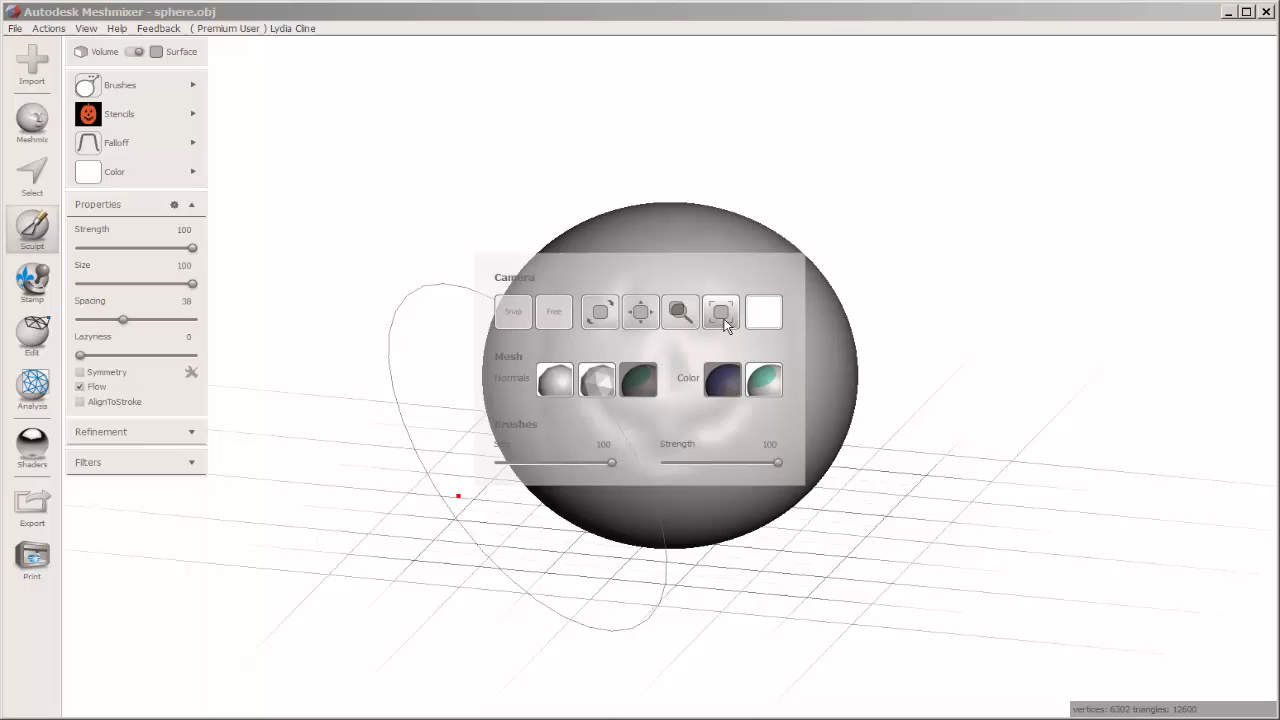 Autodesk Meshmixer - sphere.obj
File Actions View Help Feedback ( Premium User ) Lydia Cline
Import
Meshmix
Select
Sculpt
Stamp
Edit
Analysis
Shaders
Export
Print
Volume Surface
Brushes
Stencils
Falloff
Color
Properties
Strength 100
Size 100
Spacing 38
Lazyness 0
Symmetry
Flow
AlignToStroke
Refinement
Filters
Camera
Snap Free
Mesh
Normals Color
Brushes
Size 100 Strength 100
vertices: 6302 triangles: 12600